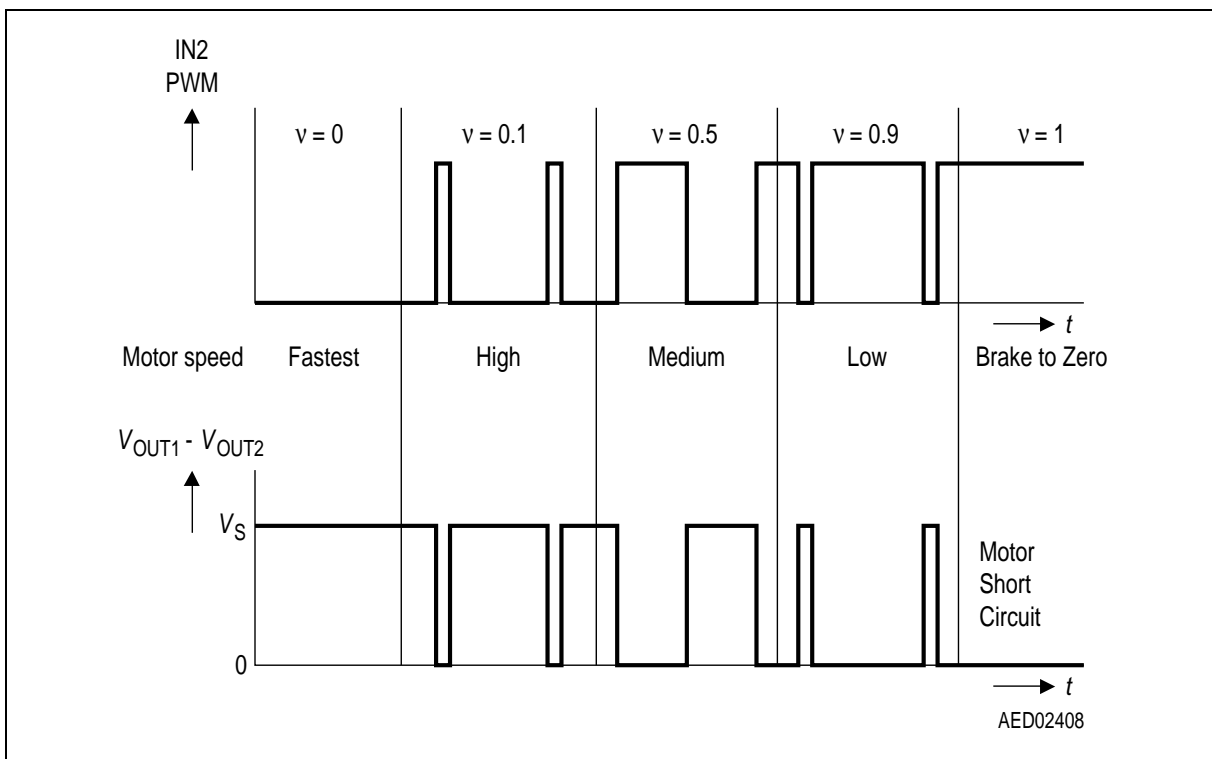 IN2
PWM
ν = 0
ν = 0.1
ν = 0.5
ν = 0.9
ν = 1
t
Motor speed
Fastest
High
Medium
Low
Brake to Zero
VOUT1 - VOUT2
VS
Motor
Short
Circuit
0
t
AED02408